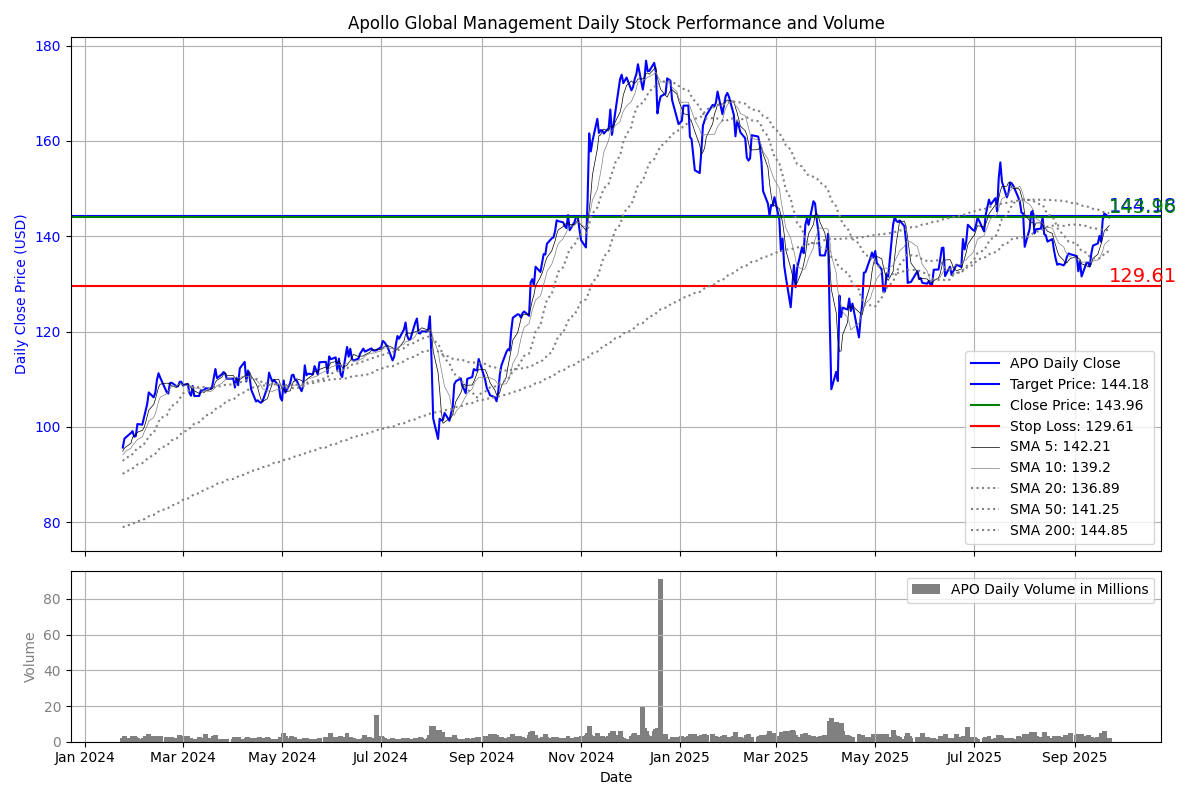 Apollo Global Management Daily Stock Performance and Volume
Daily Close Price (USD)
180
160
140
120
100
80
144.18
143.96
129.61
APO Daily Close
Target Price: 144.18
Close Price: 143.96
Stop Loss: 129.61
SMA 5: 142.21
SMA 10: 139.2
SMA 20: 136.89
SMA 50: 141.25
SMA 200: 144.85
Volume
80
60
40
20
0
APO Daily Volume in Millions
Jan 2024 Mar 2024 May 2024 Jul 2024 Sep 2024 Nov 2024 Jan 2025 Mar 2025 May 2025 Jul 2025 Sep 2025
Date